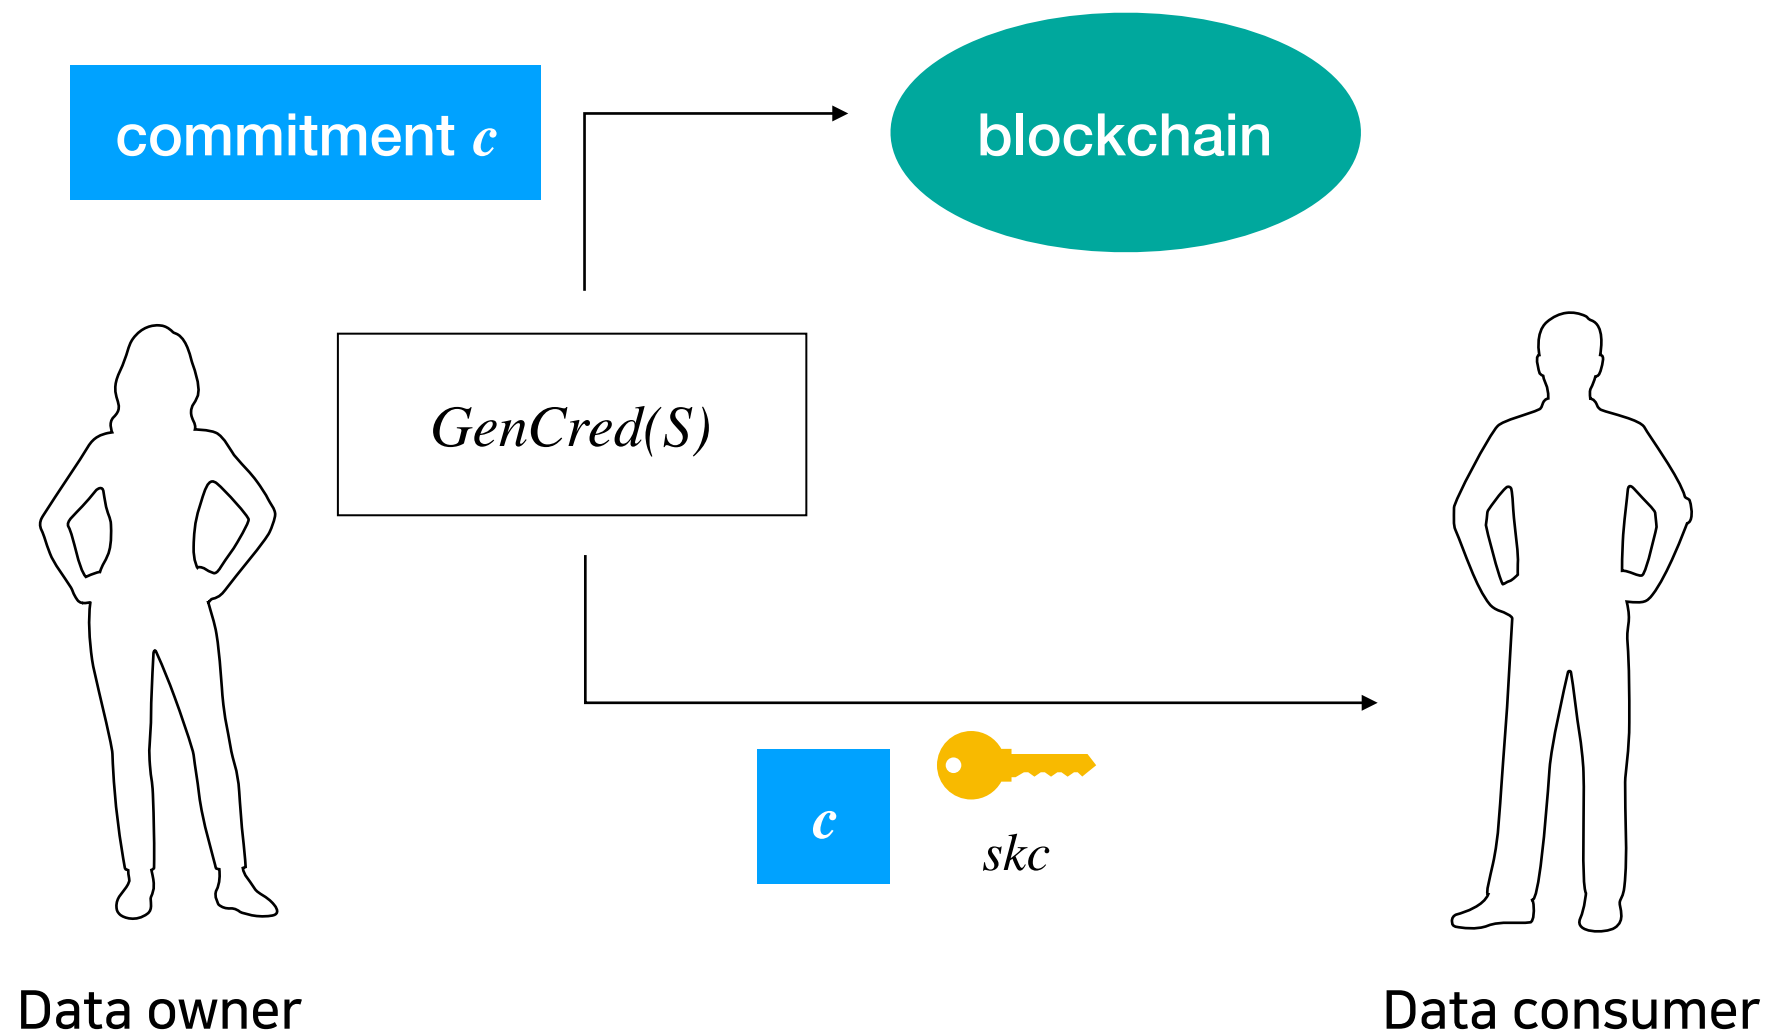 commitment c
blockchain
GenCred(S)
c
skc
Data owner
Data consumer